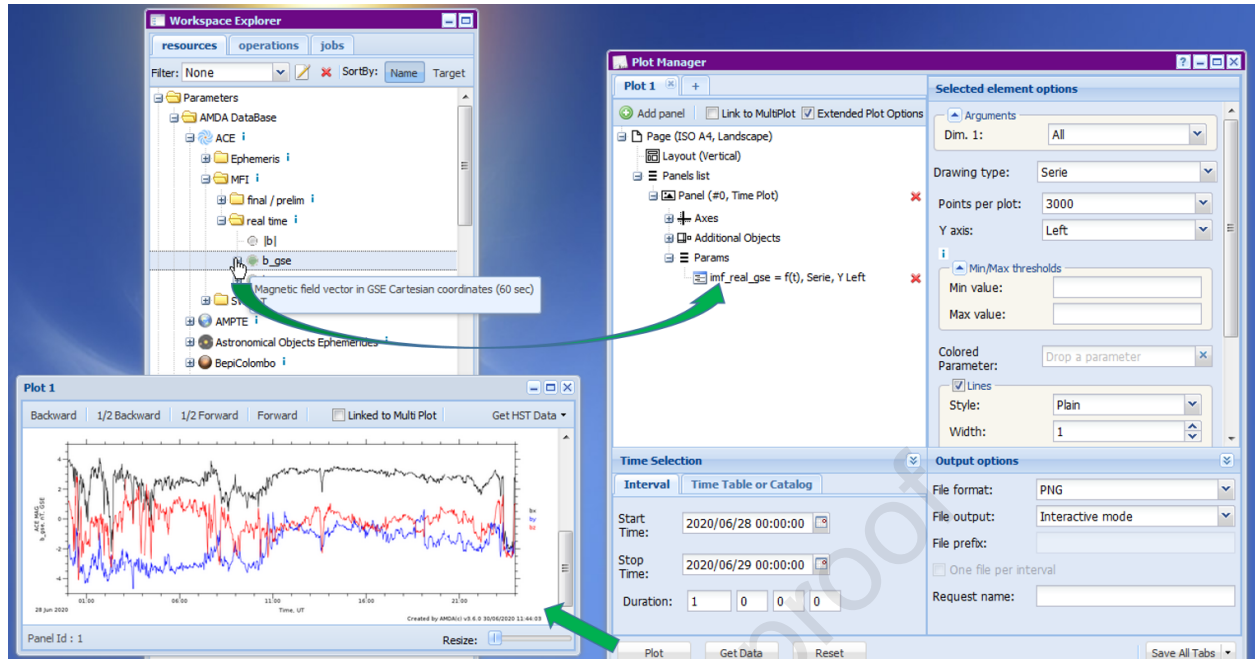 Workspace Explorer
resources operations jobs
Filter: None SortBy: Name Target
Parameters
AMDA DataBase
ACE i
Ephemeris i
MFI i
final / prelim i
real time i
|b|
b_gse
Magnetic field vector in GSE Cartesian coordinates (60 sec)
AMPTE i
Astronomical Objects Ephemerides i
BepiColombo i
Plot Manager
Plot 1 +
Add panel Link to MultiPlot Extended Plot Options
Page (ISO A4, Landscape)
Layout (Vertical)
Panels list
Panel (#0, Time Plot)
Axes
Additional Objects
Params
imf_real_gse = f(t), Serie, Y Left
Selected element options
Arguments
Dim. 1: All
Drawing type: Serie
Points per plot: 3000
Y axis: Left
i
Min/Max thresholds
Min value:
Max value:
Colored
Parameter: Drop a parameter
Lines
Style: Plain
Width: 1
Time Selection
Interval Time Table or Catalog
Start
Time: 2020/06/28 00:00:00
Stop
Time: 2020/06/29 00:00:00
Duration: 1 0 0 0
Output options
File format: PNG
File output: Interactive mode
File prefix:
One file per interval
Request name:
Plot Get Data Reset Save All Tabs
Plot 1
Backward 1/2 Backward 1/2 Forward Forward Linked to Multi Plot Get HST Data
ACE MAG
b_gse, nT, GSE
4
2
0
-2
-4
bx
by
bz
01:00 06:00 11:00 16:00 21:00
28 Jun 2020 Time, UT
Created by AMDA(c) v3.6.0 30/06/2020 11:44:03
Panel Id : 1 Resize:
proof